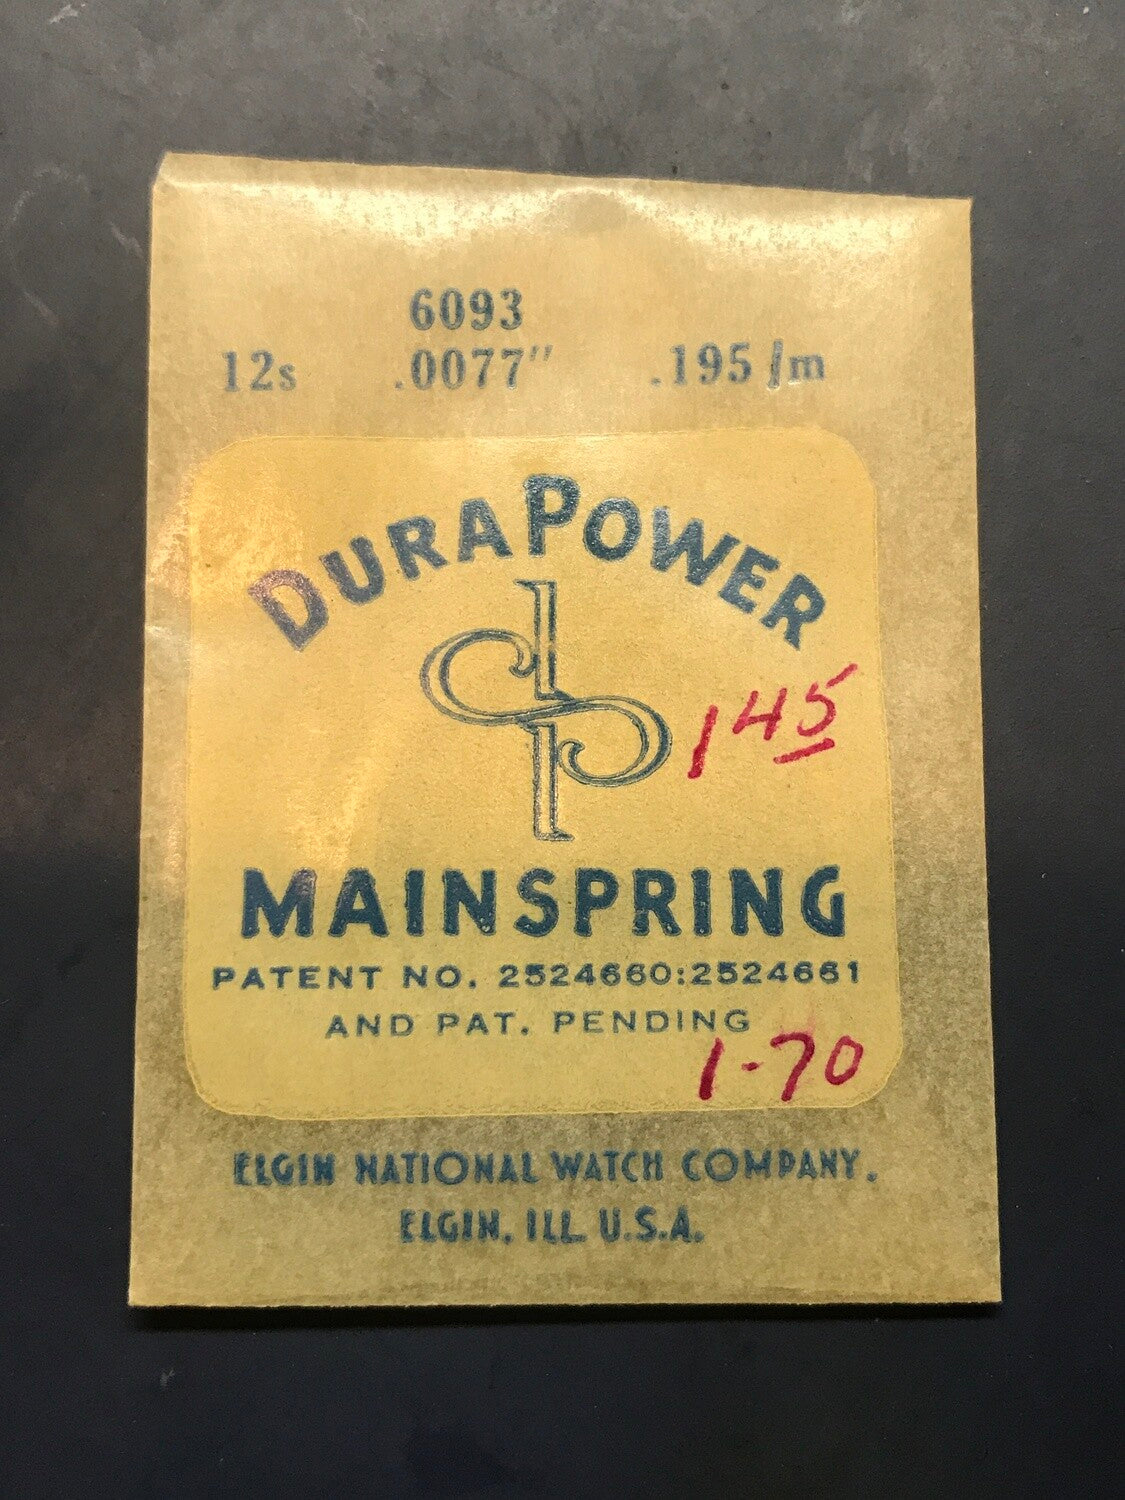 6093
12s .0077" .195/m
DURAPOWER
dp
1 45
MAINSPRING
PATENT NO. 2524660:2524661
AND PAT. PENDING
1-70
ELGIN NATIONAL WATCH COMPANY.
ELGIN, ILL. U.S.A.